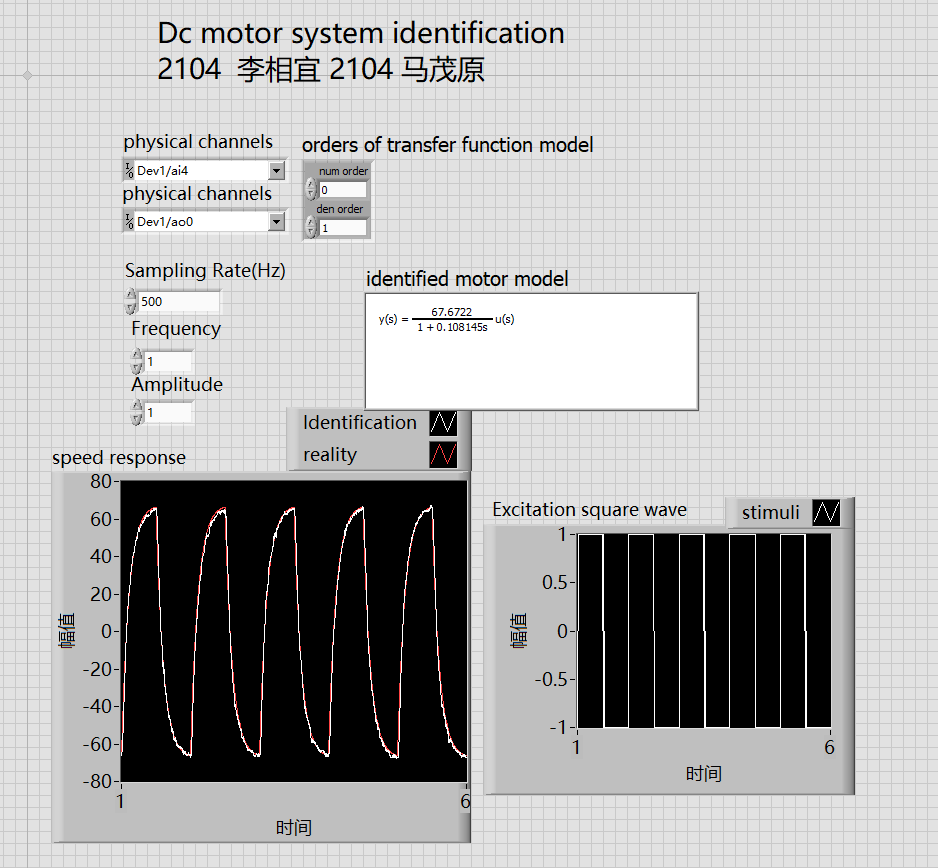 Dc motor system identification
2104 李相宜 2104 马茂原
physical channels
Dev1/ai4
physical channels
Dev1/ao0
orders of transfer function model
num order
0
den order
1
Sampling Rate(Hz)
500
Frequency
1
Amplitude
1
identified motor model
y(s) = 67.6722 / 1 + 0.108145s u(s)
Identification
reality
speed response
80
60
40
20
0
-20
-40
-60
-80
幅值
1
6
时间
Excitation square wave
stimuli
1
0.5
0
-0.5
-1
幅值
1
6
时间